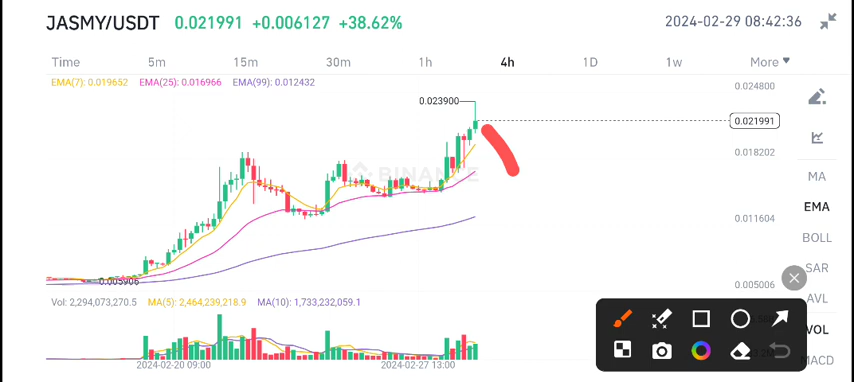 JASMY/USDT 0.021991 +0.006127 +38.62% 2024-02-29 08:42:36
Time 5m 15m 30m 1h 4h 1D 1w More
EMA(7): 0.019652 EMA(25): 0.016966 EMA(99): 0.012432
0.024800
0.023900
0.021991
0.018202
BINANCE
MA
EMA
0.011604
BOLL
SAR
0.005906
0.005006
AVL
Vol: 2,294,073,270.5 MA(5): 2,464,239,218.9 MA(10): 1,733,232,059.1
VOL
MACD
2024-02-20 09:00 2024-02-27 13:00